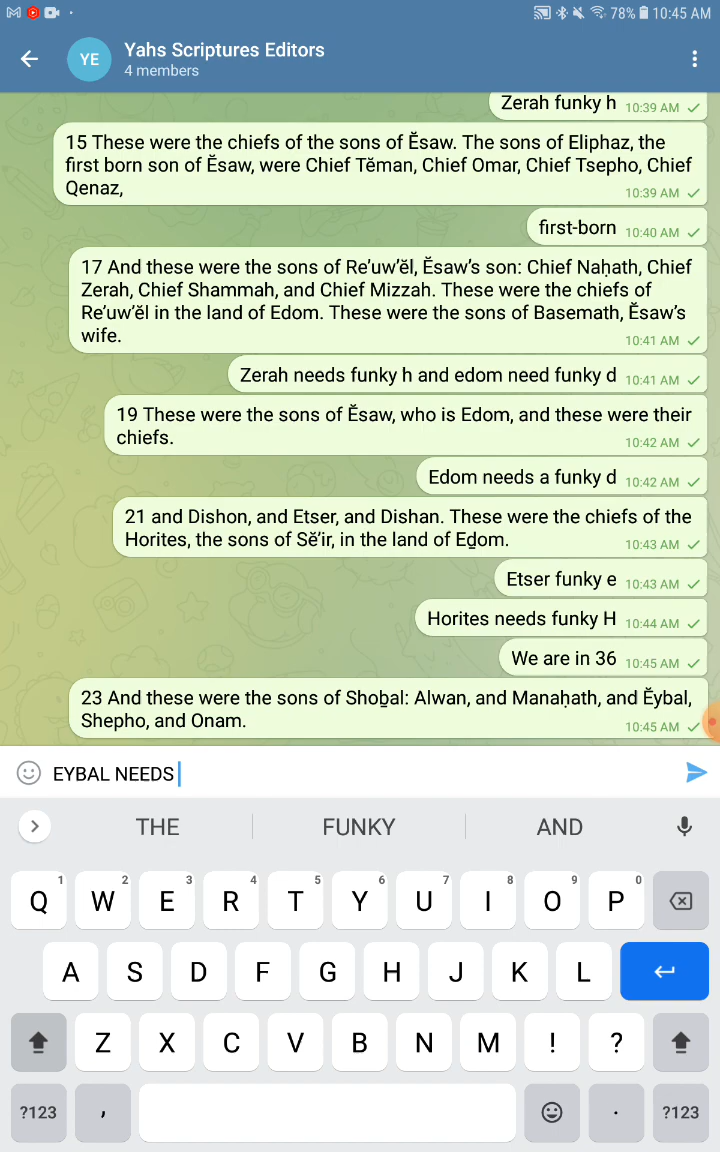 78% 10:45 AM
YE
Yahs Scriptures Editors
4 members
Zerah funky h 10:39 AM
15 These were the chiefs of the sons of Ěsaw. The sons of Eliphaz, the
first born son of Ěsaw, were Chief Tĕman, Chief Omar, Chief Tsepho, Chief
Qenaz,
10:39 AM
first-born 10:40 AM
17 And these were the sons of Re’uw’ĕl, Ěsaw’s son: Chief Naḥath, Chief
Zerah, Chief Shammah, and Chief Mizzah. These were the chiefs of
Re’uw’ĕl in the land of Edom. These were the sons of Basemath, Ěsaw’s
wife.
10:41 AM
Zerah needs funky h and edom need funky d 10:41 AM
19 These were the sons of Ěsaw, who is Edom, and these were their
chiefs.
10:42 AM
Edom needs a funky d 10:42 AM
21 and Dishon, and Etser, and Dishan. These were the chiefs of the
Horites, the sons of Sĕ’ir, in the land of Eḏom.
10:43 AM
Etser funky e 10:43 AM
Horites needs funky H 10:44 AM
We are in 36 10:45 AM
23 And these were the sons of Shoḇal: Alwan, and Manaḥath, and Ěybal,
Shepho, and Onam.
10:45 AM
EYBAL NEEDS
THE FUNKY AND
1 2 3 4 5 6 7 8 9 0
Q W E R T Y U I O P
A S D F G H J K L
Z X C V B N M ! ?
?123 , . ?123